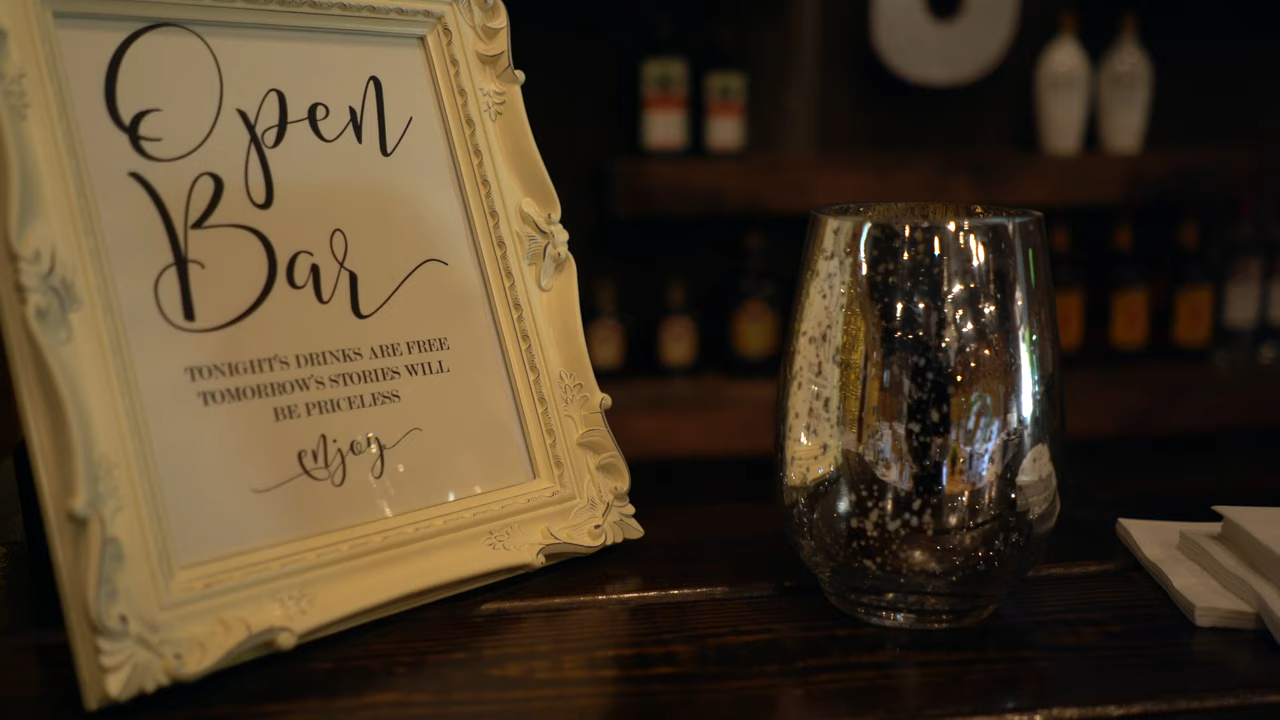 Open
Bar
TONIGHT'S DRINKS ARE FREE
TOMORROW'S STORIES WILL
BE PRICELESS
enjoy